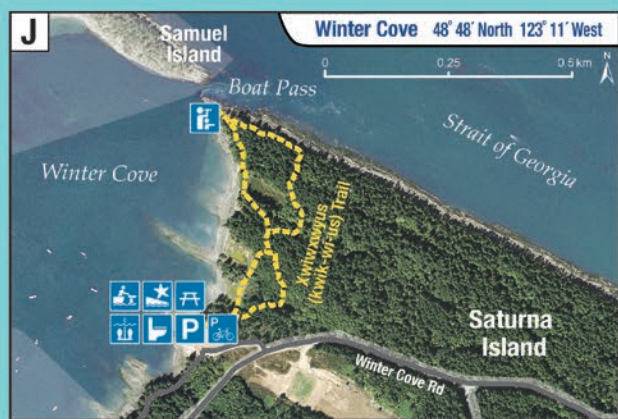 J
Winter Cove 48° 48' North 123° 11' West
Samuel
Island
0 0.25 0.5 km
N
Boat Pass
Strait of Georgia
Winter Cove
Xwiwxwyus
(Kwik-wi-us) Trail
P
P
Saturna
Island
Winter Cove Rd